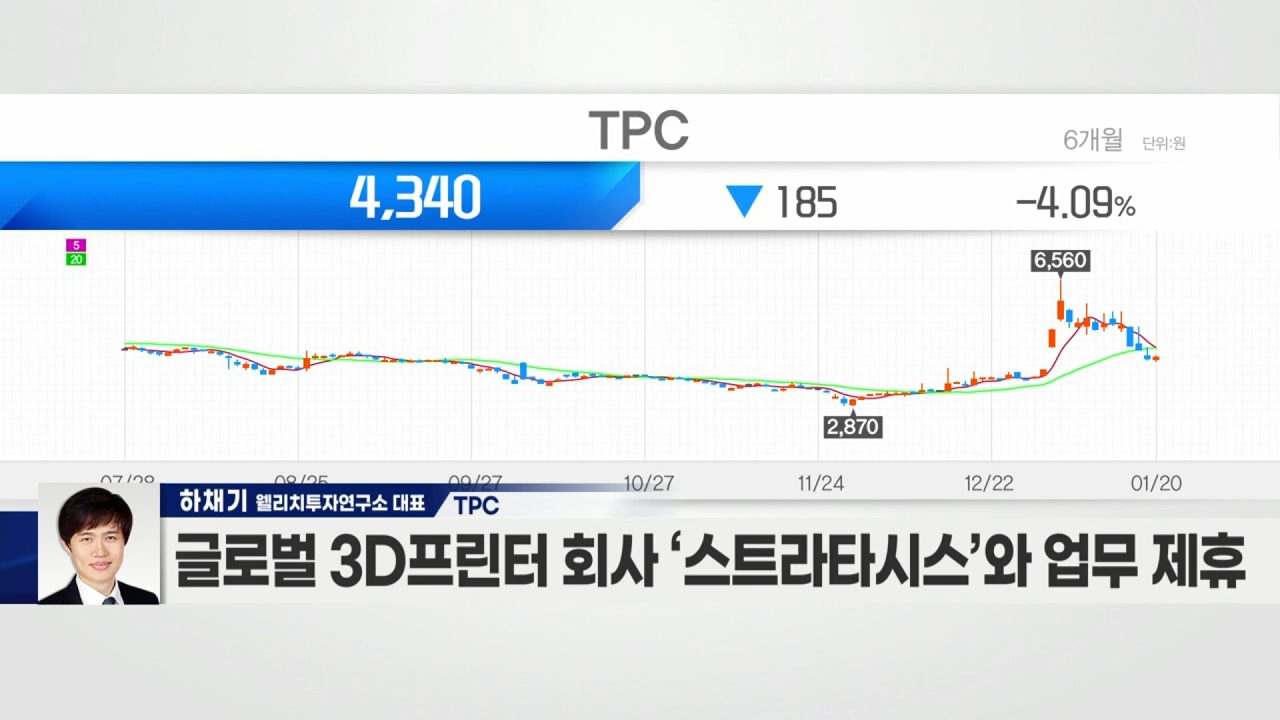 TPC
6개월 단위:원
4,340 ▼ 185 -4.09%
5
20
6,560
2,870
07/28 08/25 09/27 10/27 11/24 12/22 01/20
하채기 웰리치투자연구소 대표 TPC
글로벌 3D프린터 회사 ‘스트라타시스’와 업무 제휴